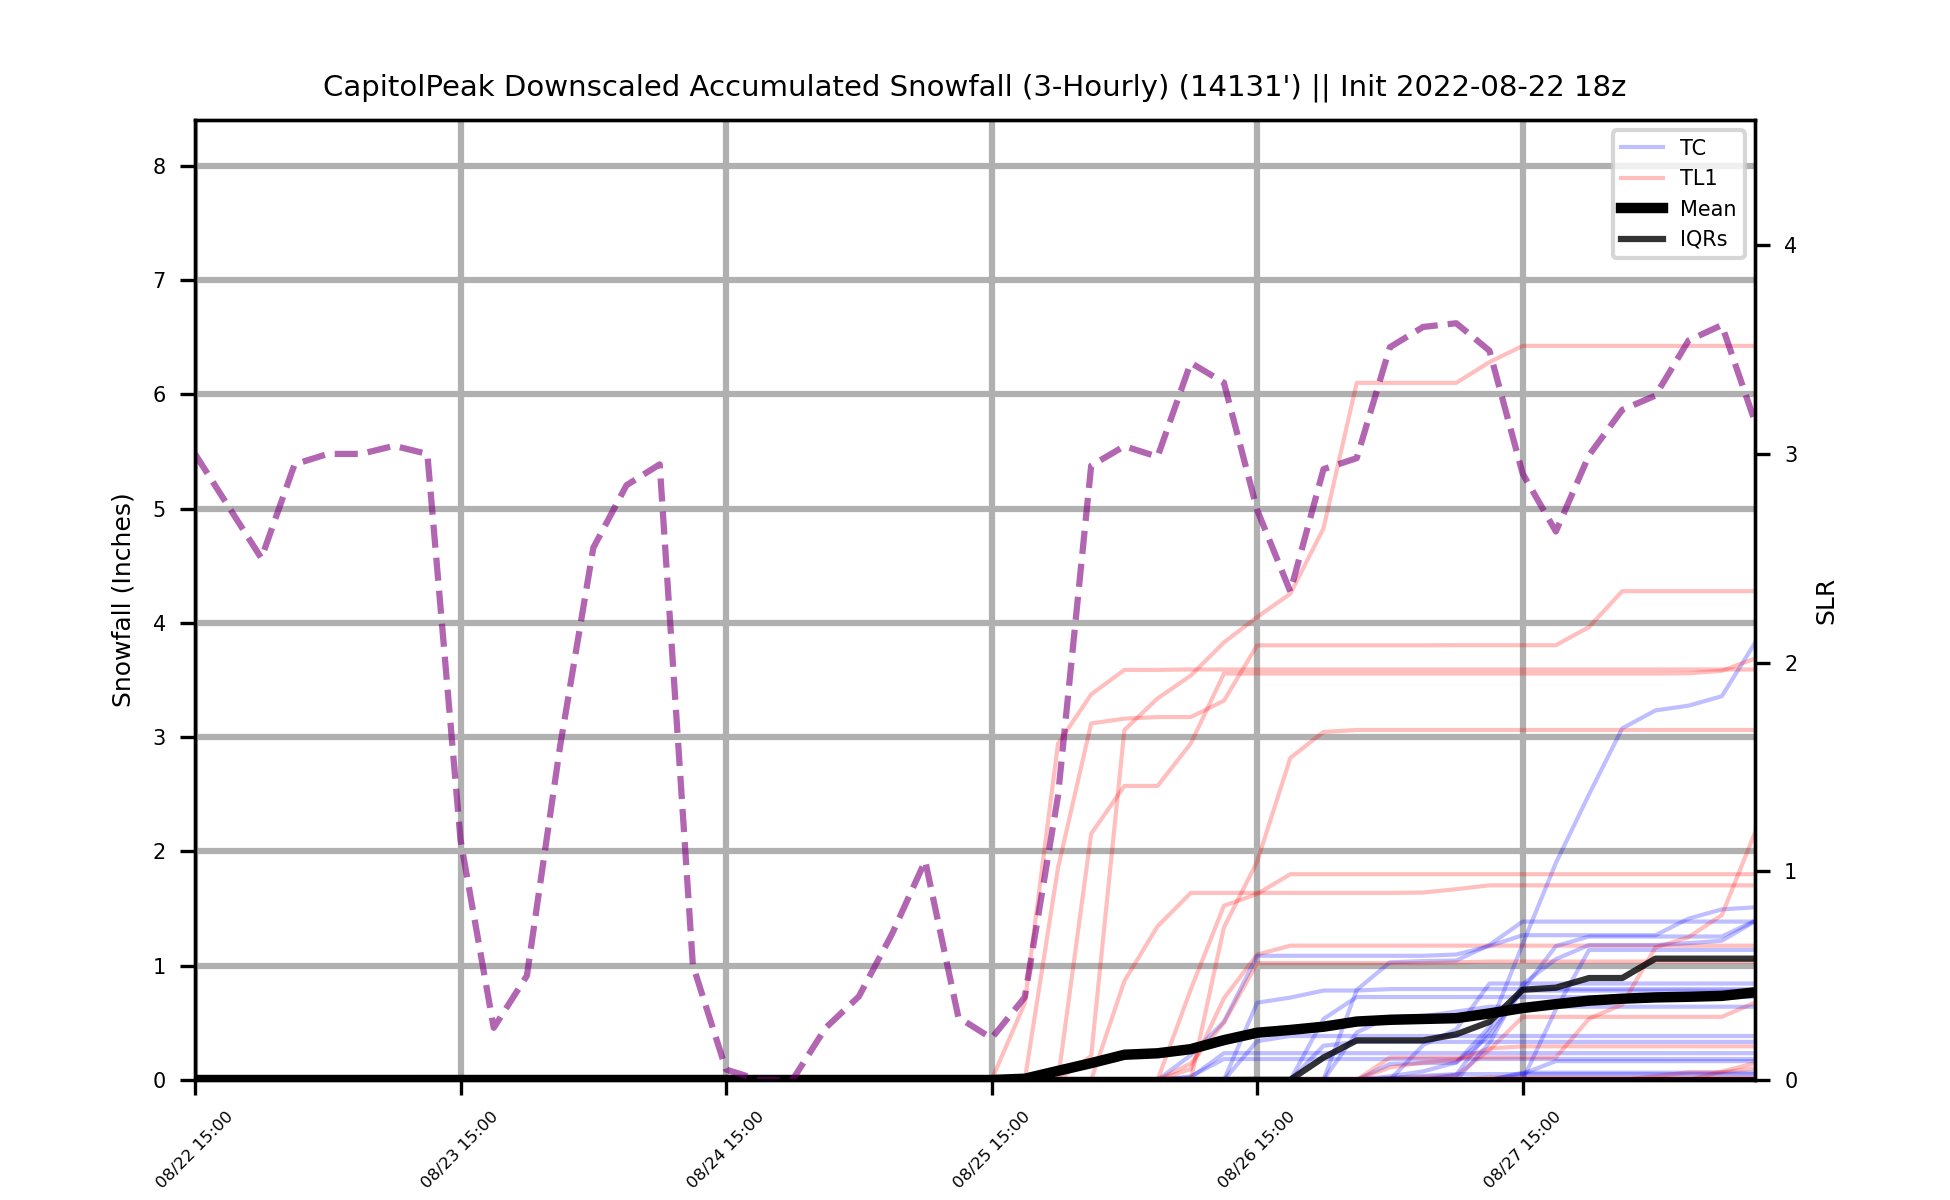 CapitolPeak Downscaled Accumulated Snowfall (3-Hourly) (14131') || Init 2022-08-22 18z
TC
TL1
Mean
IQRs
Snowfall (Inches)
8
7
6
5
4
3
2
1
0
SLR
4
3
2
1
0
08/22 15:00
08/23 15:00
08/24 15:00
08/25 15:00
08/26 15:00
08/27 15:00